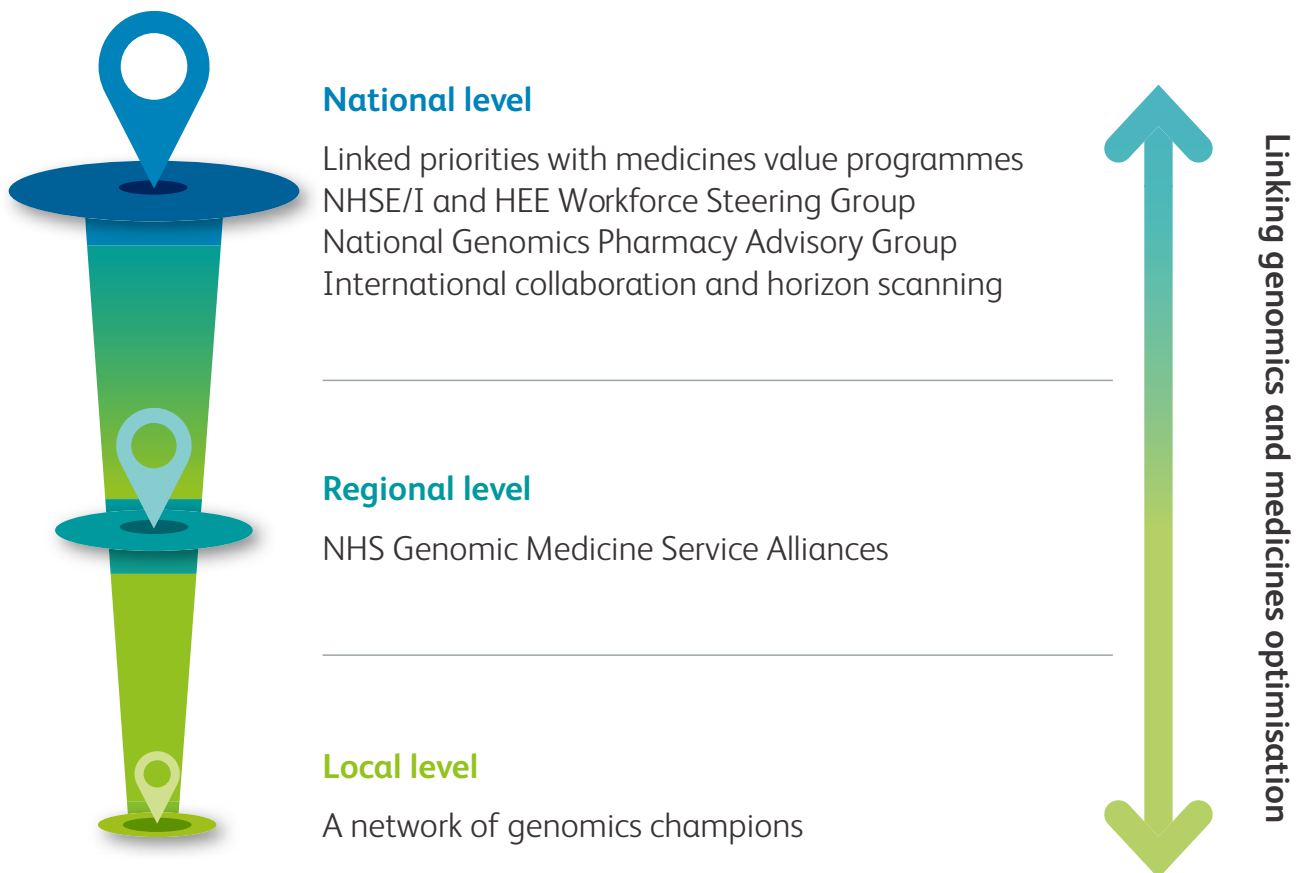 National level
Linked priorities with medicines value programmes
NHSE/I and HEE Workforce Steering Group
National Genomics Pharmacy Advisory Group
International collaboration and horizon scanning
Regional level
NHS Genomic Medicine Service Alliances
Local level
A network of genomics champions
Linking genomics and medicines optimisation